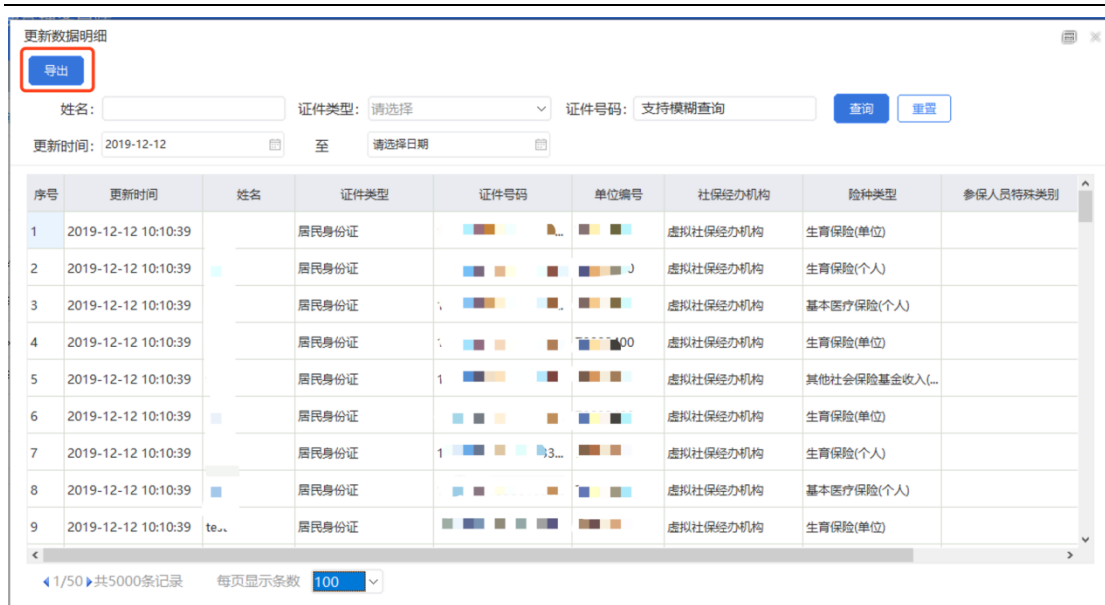 更新数据明细
导出
姓名: 证件类型: 请选择 证件号码: 支持模糊查询 查询 重置
更新时间: 2019-12-12 至 请选择日期
序号 更新时间 姓名 证件类型 证件号码 单位编号 社保经办机构 险种类型 参保人员特殊类别
1 2019-12-12 10:10:39 居民身份证 虚拟社保经办机构 生育保险(单位)
2 2019-12-12 10:10:39 居民身份证 虚拟社保经办机构 生育保险(个人)
3 2019-12-12 10:10:39 居民身份证 虚拟社保经办机构 基本医疗保险(个人)
4 2019-12-12 10:10:39 居民身份证 虚拟社保经办机构 生育保险(单位)
5 2019-12-12 10:10:39 居民身份证 1 虚拟社保经办机构 其他社会保险基金收入(...
6 2019-12-12 10:10:39 居民身份证 虚拟社保经办机构 生育保险(单位)
7 2019-12-12 10:10:39 居民身份证 1 虚拟社保经办机构 生育保险(个人)
8 2019-12-12 10:10:39 居民身份证 虚拟社保经办机构 基本医疗保险(个人)
9 2019-12-12 10:10:39 居民身份证 虚拟社保经办机构 生育保险(单位)
1/50 共5000条记录 每页显示条数 100